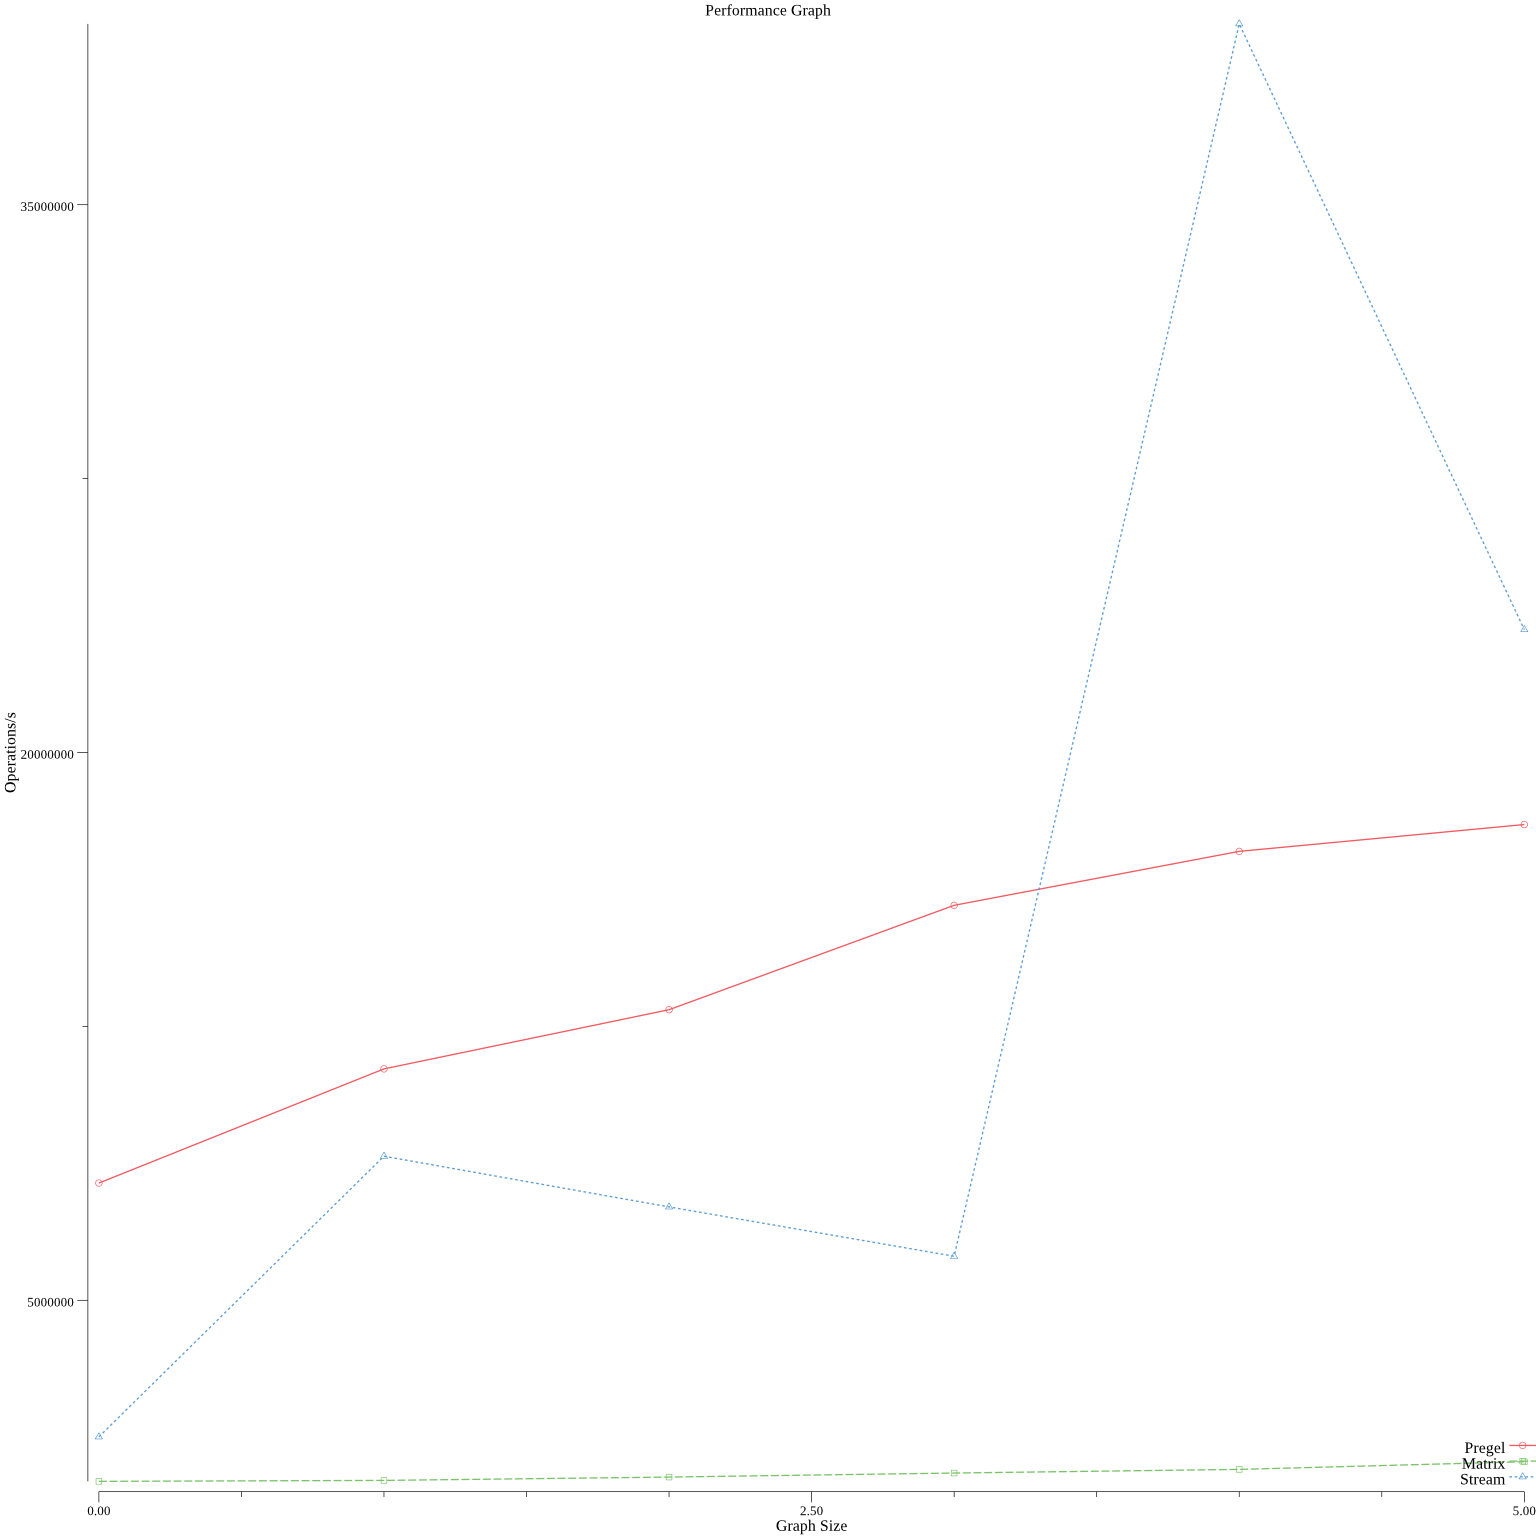 Performance Graph
35000000
20000000
5000000
Operations/s
Pregel
Matrix
Stream
0.00
2.50
5.00
Graph Size